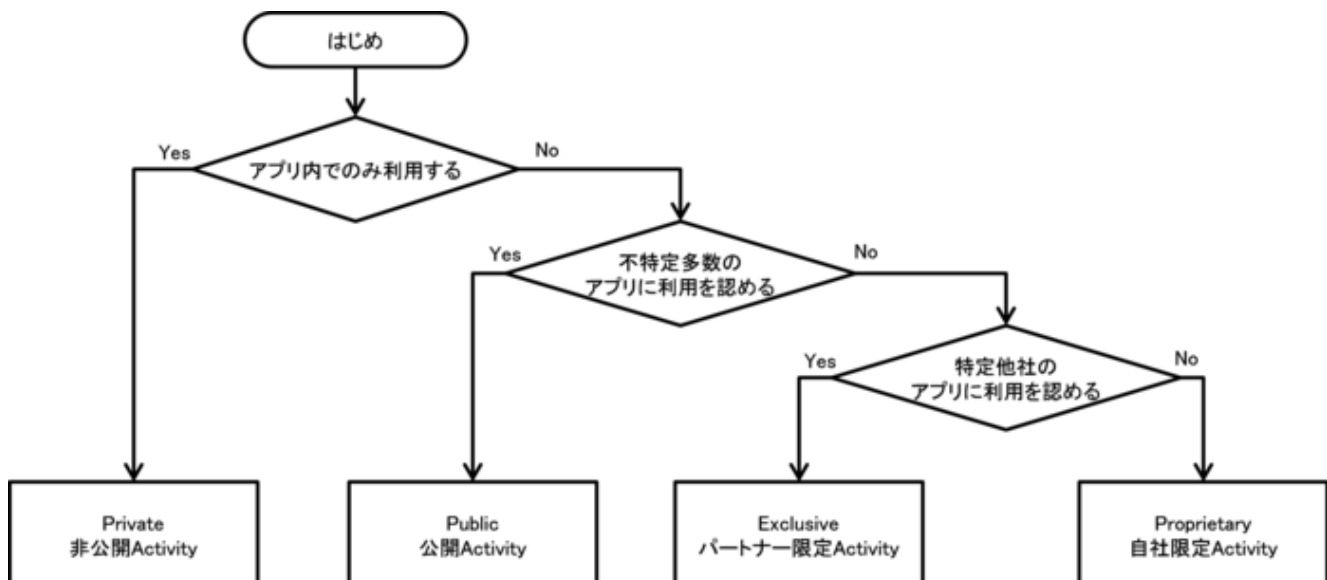 はじめ
Yes
アプリ内でのみ利用する
No
Yes
不特定多数の
アプリに利用を認める
No
Yes
特定他社の
アプリに利用を認める
No
Private
非公開Activity
Public
公開Activity
Exclusive
パートナー限定Activity
Proprietary
自社限定Activity